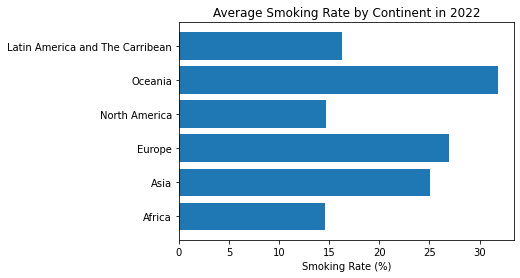 Average Smoking Rate by Continent in 2022
Latin America and The Carribean
Oceania
North America
Europe
Asia
Africa
0 5 10 15 20 25 30
Smoking Rate (%)